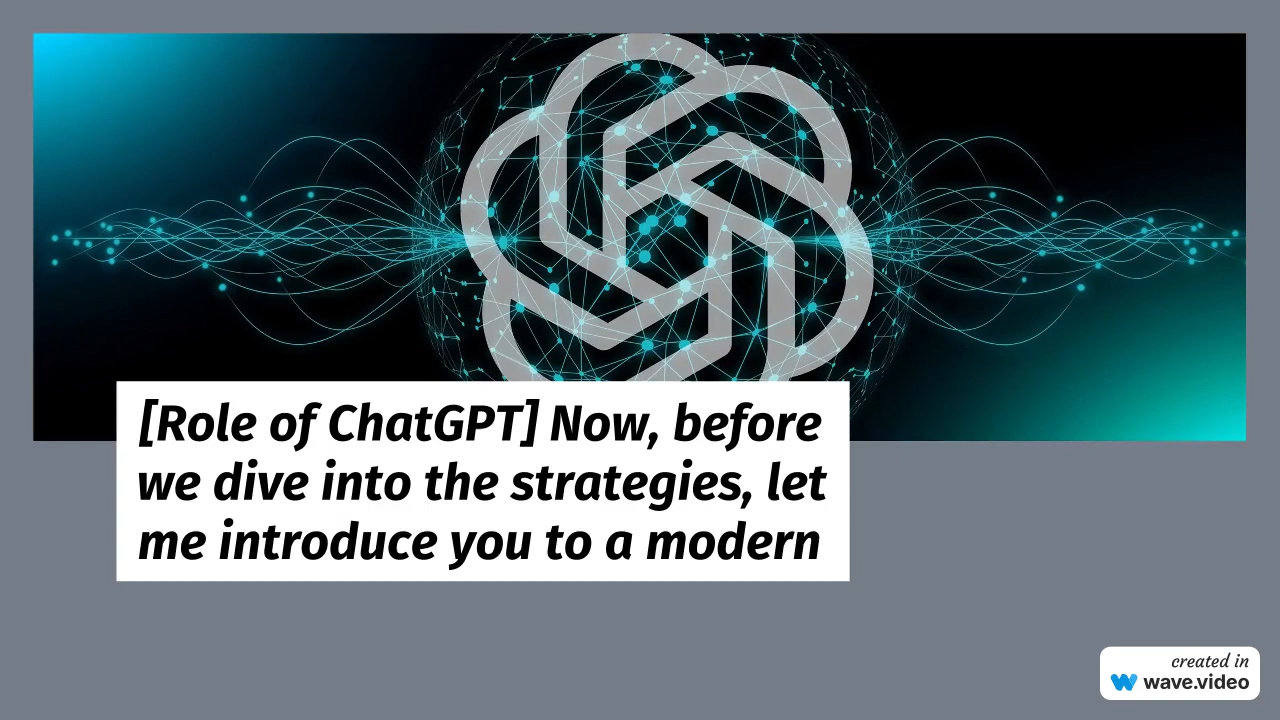 [Role of ChatGPT] Now, before
we dive into the strategies, let
me introduce you to a modern
created in
wave.video